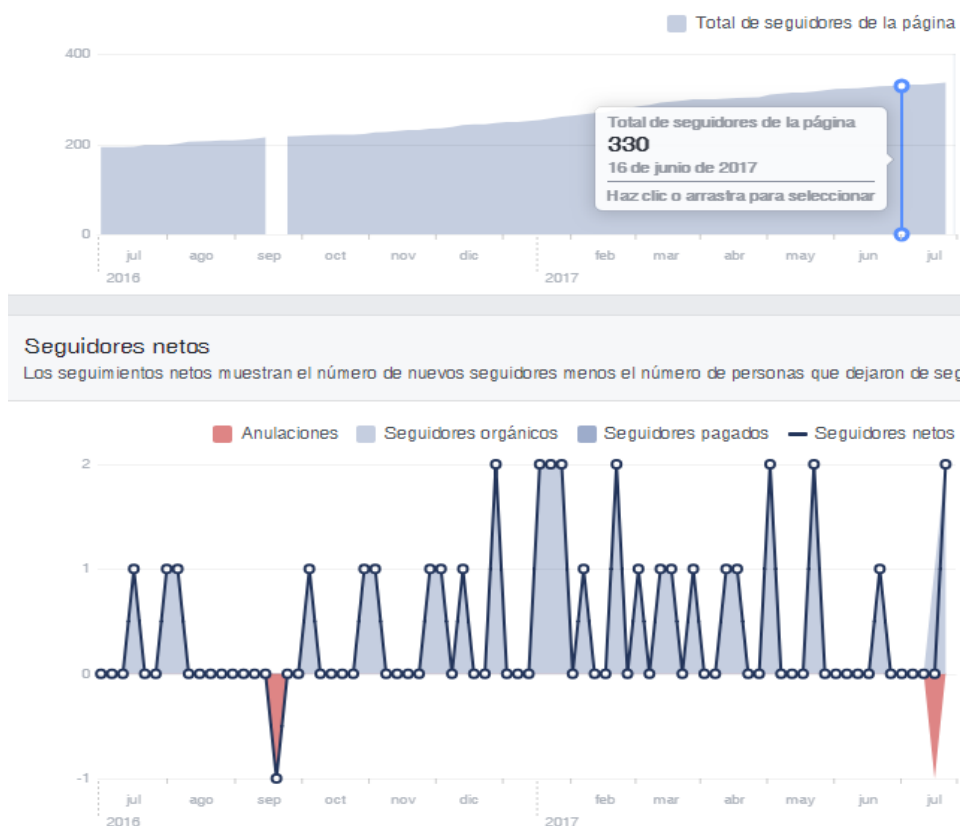 Total de seguidores de la página
400
200
0
Total de seguidores de la página
330
16 de junio de 2017
Haz clic o arrastra para seleccionar
jul ago sep oct nov dic feb mar abr may jun jul
2016 2017
Seguidores netos
Los seguimientos netos muestran el número de nuevos seguidores menos el número de personas que dejaron de seg
Anulaciones Seguidores orgánicos Seguidores pagados Seguidores netos
2
1
0
-1
jul ago sep oct nov dic feb mar abr may jun jul
2016 2017